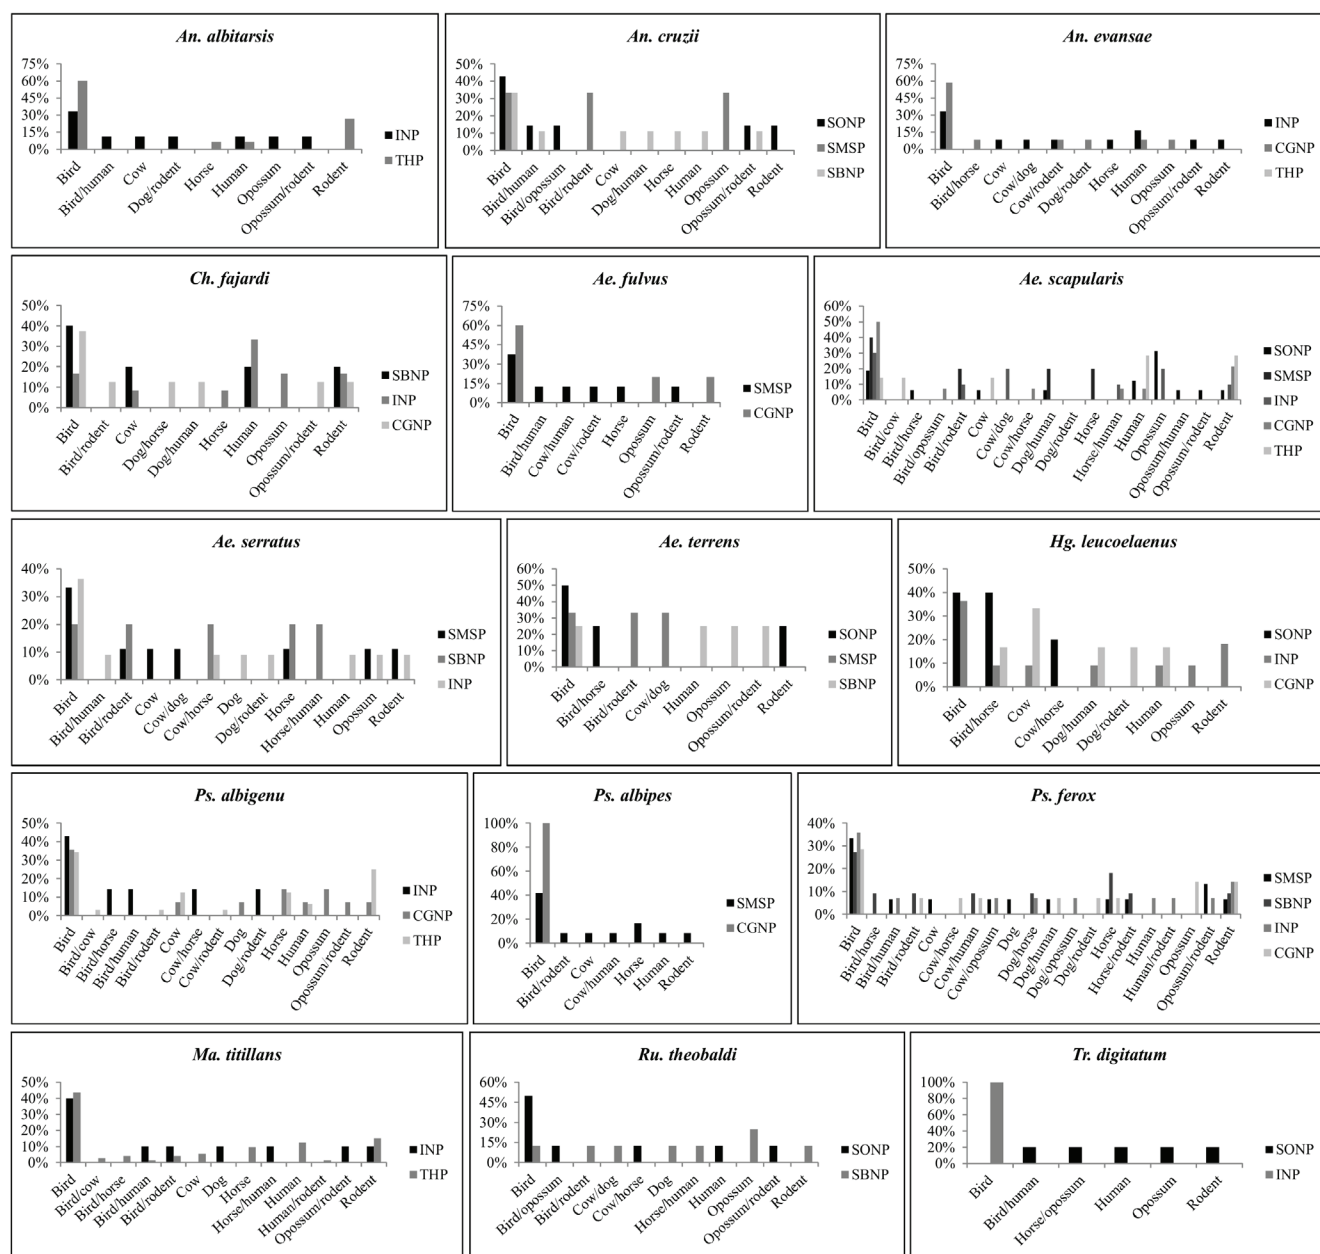 An. albitarsis
75%
60%
45%
30%
15%
0%
Bird
Bird/human
Cow
Dog/rodent
Horse
Human
Opossum
Opossum/rodent
Rodent
INP
THP
An. cruzii
50%
40%
30%
20%
10%
0%
Bird
Bird/human
Bird/opossum
Bird/rodent
Cow
Dog/human
Horse
Human
Opossum
Opossum/rodent
Rodent
SONP
SMSP
SBNP
An. evansae
75%
60%
45%
30%
15%
0%
Bird
Bird/horse
Cow
Cow/dog
Cow/rodent
Dog/rodent
Horse
Human
Opossum
Opossum/rodent
Rodent
INP
CGNP
THP
Ch. fajardi
50%
40%
30%
20%
10%
0%
Bird
Bird/rodent
Cow
Dog/horse
Dog/human
Horse
Human
Opossum
Opossum/rodent
Rodent
SBNP
INP
CGNP
Ae. fulvus
75%
60%
45%
30%
15%
0%
Bird
Bird/human
Cow/human
Cow/rodent
Horse
Opossum
Opossum/rodent
Rodent
SMSP
CGNP
Ae. scapularis
60%
50%
40%
30%
20%
10%
0%
Bird
Bird/cow
Bird/horse
Bird/opossum
Bird/rodent
Cow
Cow/dog
Cow/horse
Dog/human
Dog/rodent
Horse
Horse/human
Human
Opossum
Opossum/human
Opossum/rodent
Rodent
SONP
SMSP
INP
CGNP
THP
Ae. serratus
40%
30%
20%
10%
0%
Bird
Bird/human
Bird/rodent
Cow
Cow/dog
Cow/horse
Dog
Dog/rodent
Horse
Horse/human
Human
Opossum
Rodent
SMSP
SBNP
INP
Ae. terrens
60%
50%
40%
30%
20%
10%
0%
Bird
Bird/horse
Bird/rodent
Cow/dog
Human
Opossum
Opossum/rodent
Rodent
SONP
SMSP
SBNP
Hg. leucoelaenus
50%
40%
30%
20%
10%
0%
Bird
Bird/horse
Cow
Cow/horse
Dog/human
Dog/rodent
Human
Opossum
Rodent
SONP
INP
CGNP
Ps. albigenu
50%
40%
30%
20%
10%
0%
Bird
Bird/cow
Bird/horse
Bird/human
Bird/rodent
Cow
Cow/horse
Cow/rodent
Dog
Dog/rodent
Horse
Human
Opossum
Opossum/rodent
Rodent
INP
CGNP
THP
Ps. albipes
100%
80%
60%
40%
20%
0%
Bird
Bird/rodent
Cow
Cow/human
Horse
Human
Rodent
SMSP
CGNP
Ps. ferox
40%
30%
20%
10%
0%
Bird
Bird/horse
Bird/human
Bird/rodent
Cow
Cow/horse
Cow/human
Cow/opossum
Dog
Dog/horse
Dog/human
Dog/opossum
Dog/rodent
Horse
Horse/rodent
Human
Human/rodent
Opossum
Opossum/rodent
Rodent
SMSP
SBNP
INP
CGNP
Ma. titillans
50%
40%
30%
20%
10%
0%
Bird
Bird/cow
Bird/horse
Bird/human
Bird/rodent
Cow
Dog
Horse
Horse/human
Human
Human/rodent
Opossum/rodent
Rodent
INP
THP
Ru. theobaldi
60%
45%
30%
15%
0%
Bird
Bird/opossum
Bird/rodent
Cow/dog
Cow/horse
Dog
Horse/human
Human
Opossum
Opossum/rodent
Rodent
SONP
SBNP
Tr. digitatum
100%
80%
60%
40%
20%
0%
Bird
Bird/human
Horse/opossum
Human
Opossum
Rodent
SONP
INP